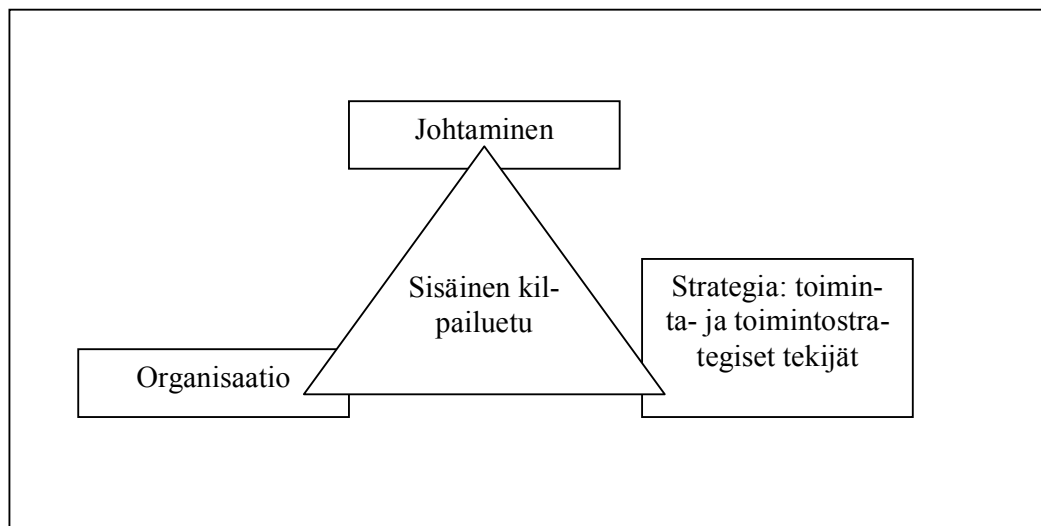 Johtaminen
Sisäinen kil-
pailuetu
Strategia: toimin-
ta- ja toimintostra-
tegiset tekijät
Organisaatio